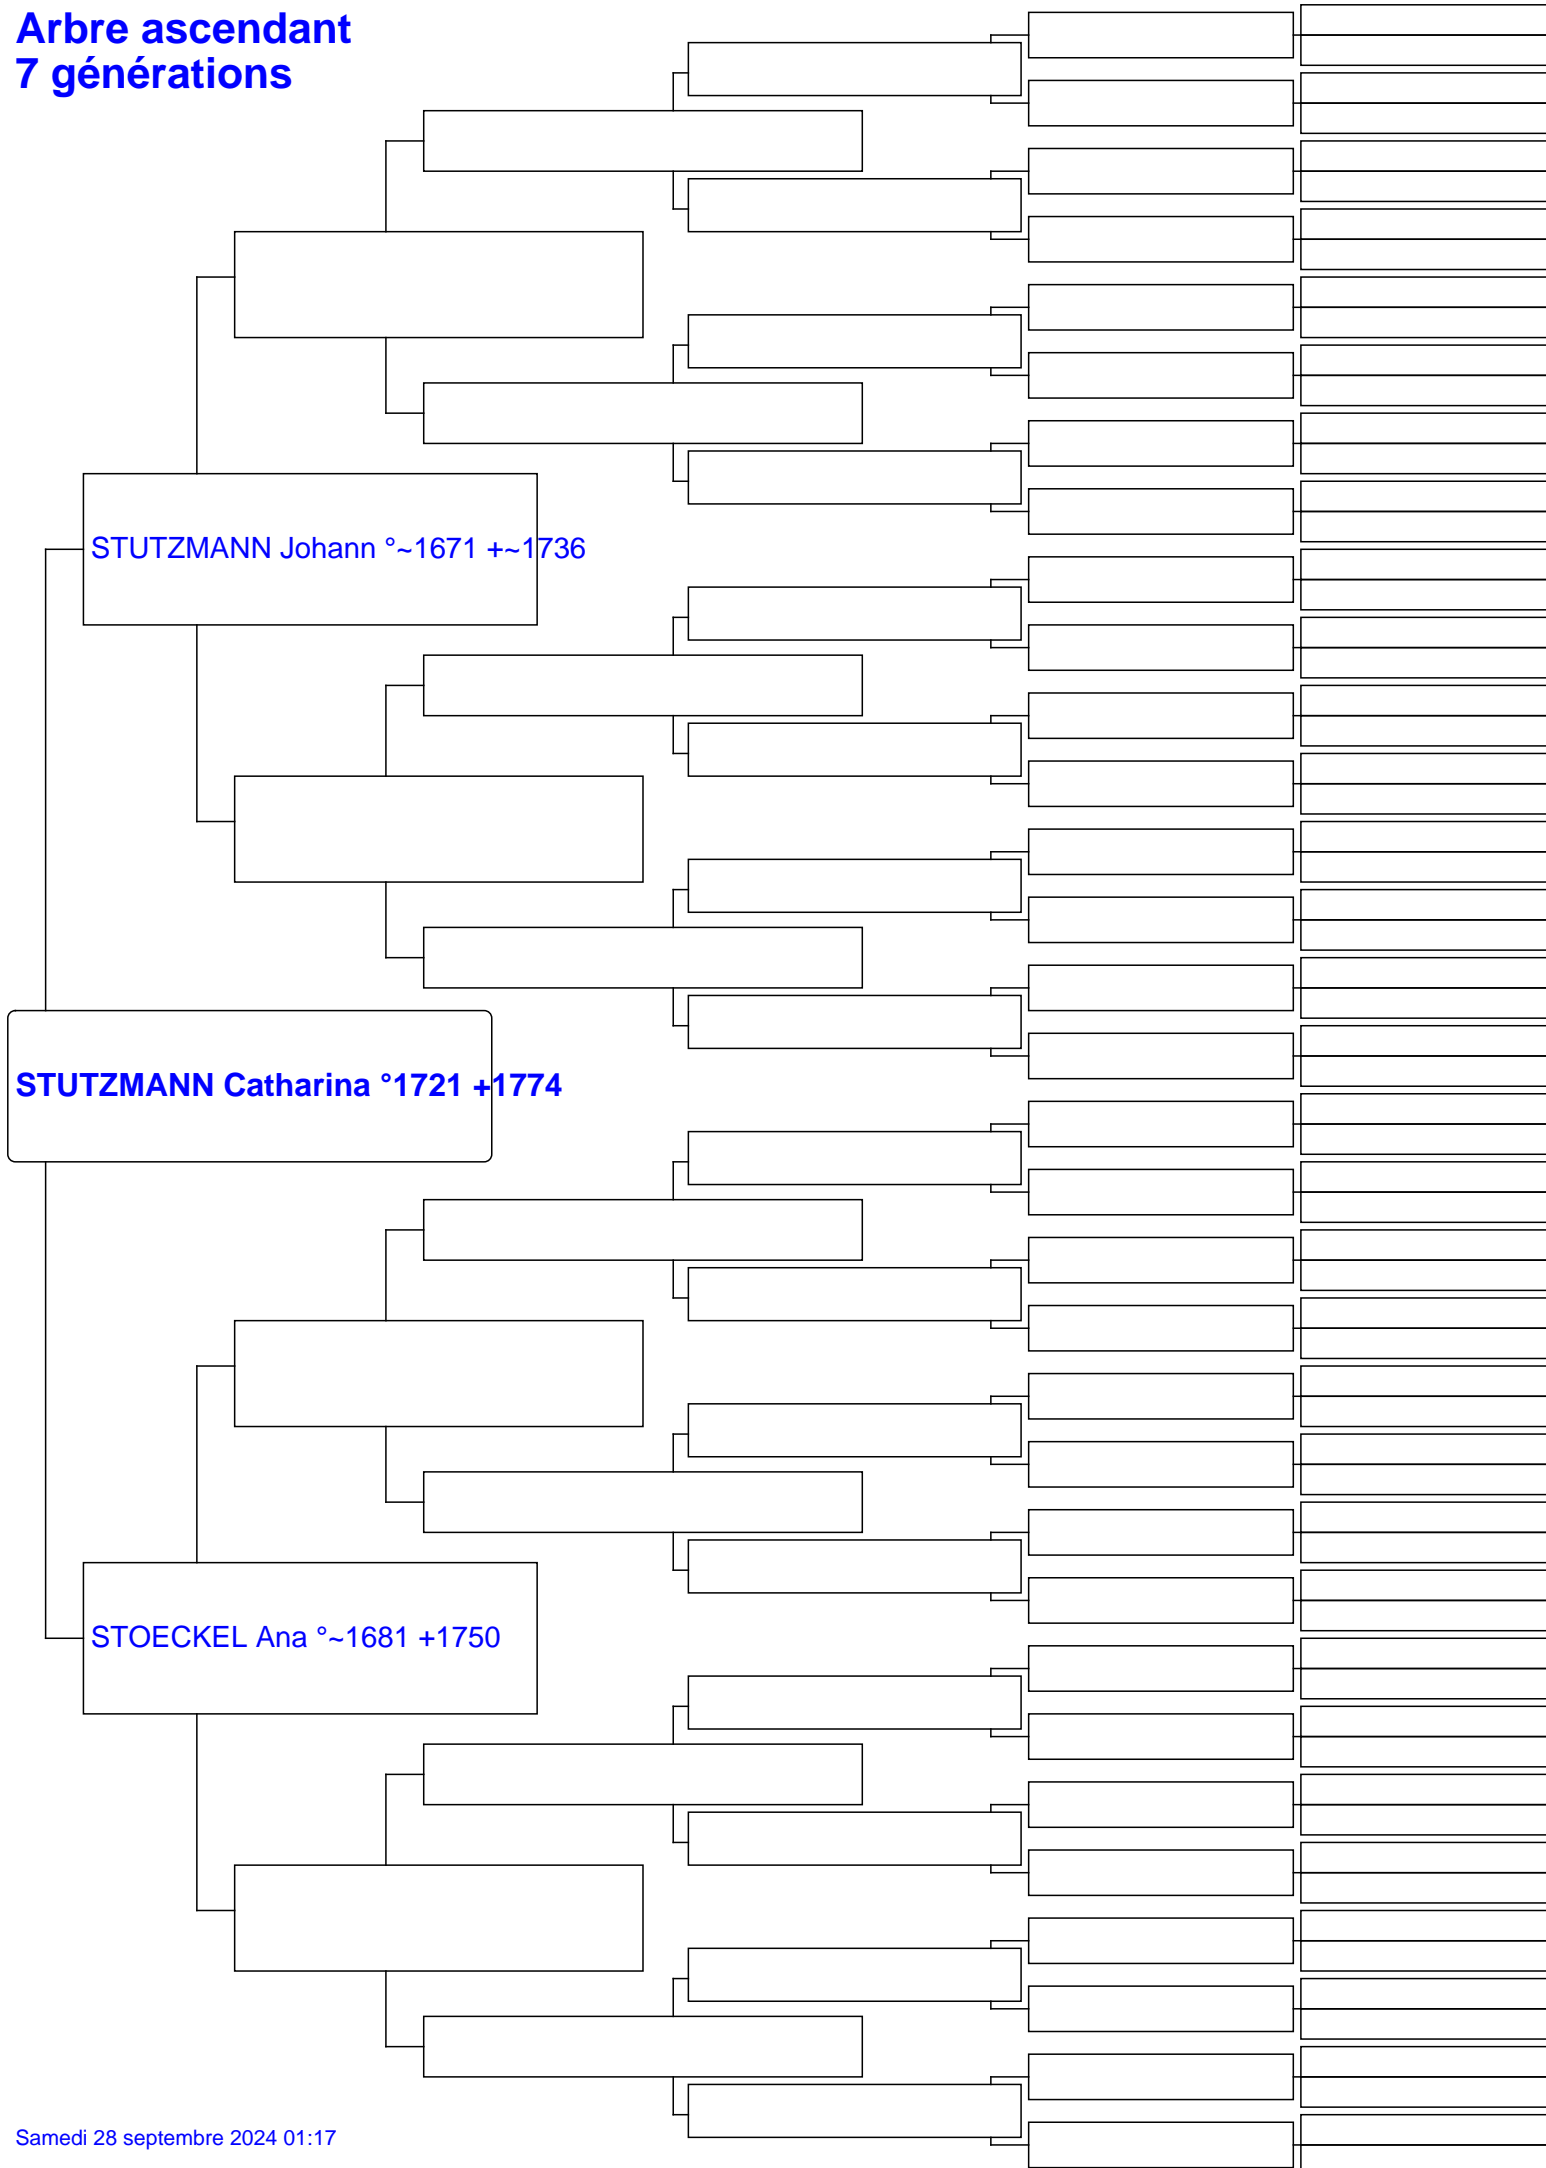 Arbre ascendant
7 générations
STUTZMANN Johann °~1671 +~1736
STUTZMANN Catharina °1721 +1774
STOECKEL Ana °~1681 +1750
Samedi 28 septembre 2024 01:17